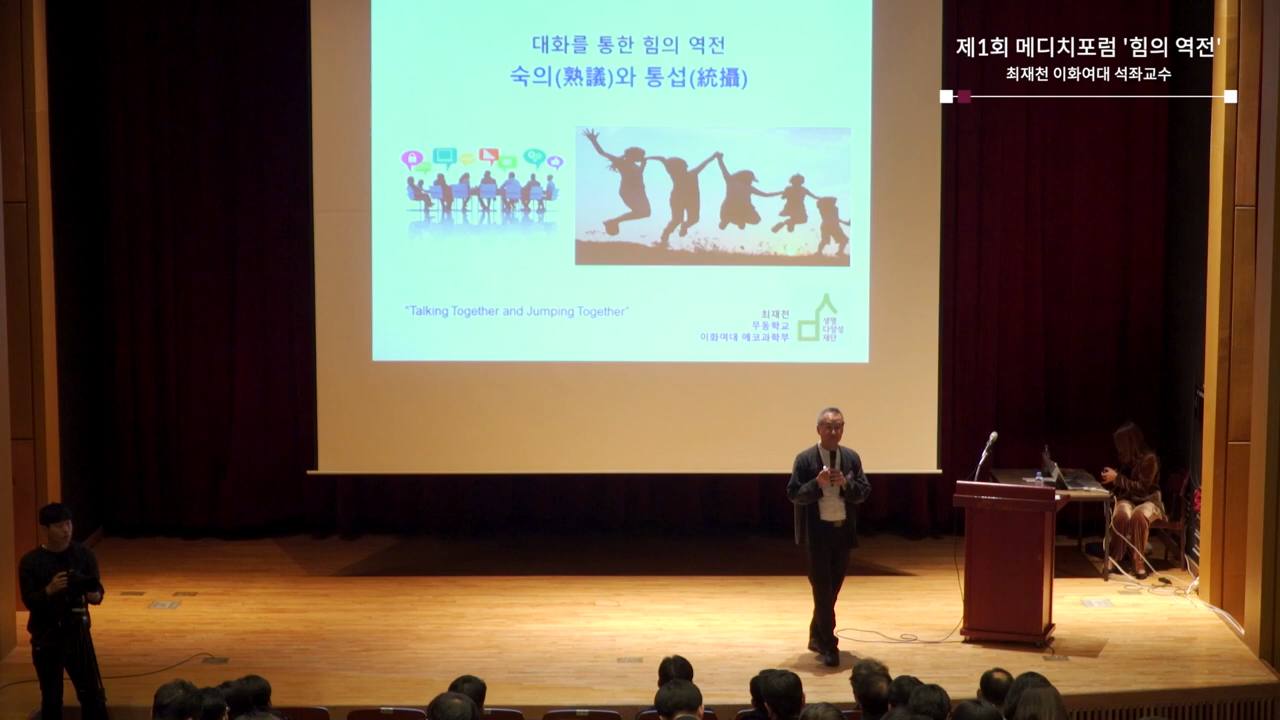 대화를 통한 힘의 역전
숙의(熟議)와 통섭(統攝)
"Talking Together and Jumping Together"
최재천
무동학교
이화여대 에코과학부
생명
다양성
재단
제1회 메디치포럼 '힘의 역전'
최재천 이화여대 석좌교수